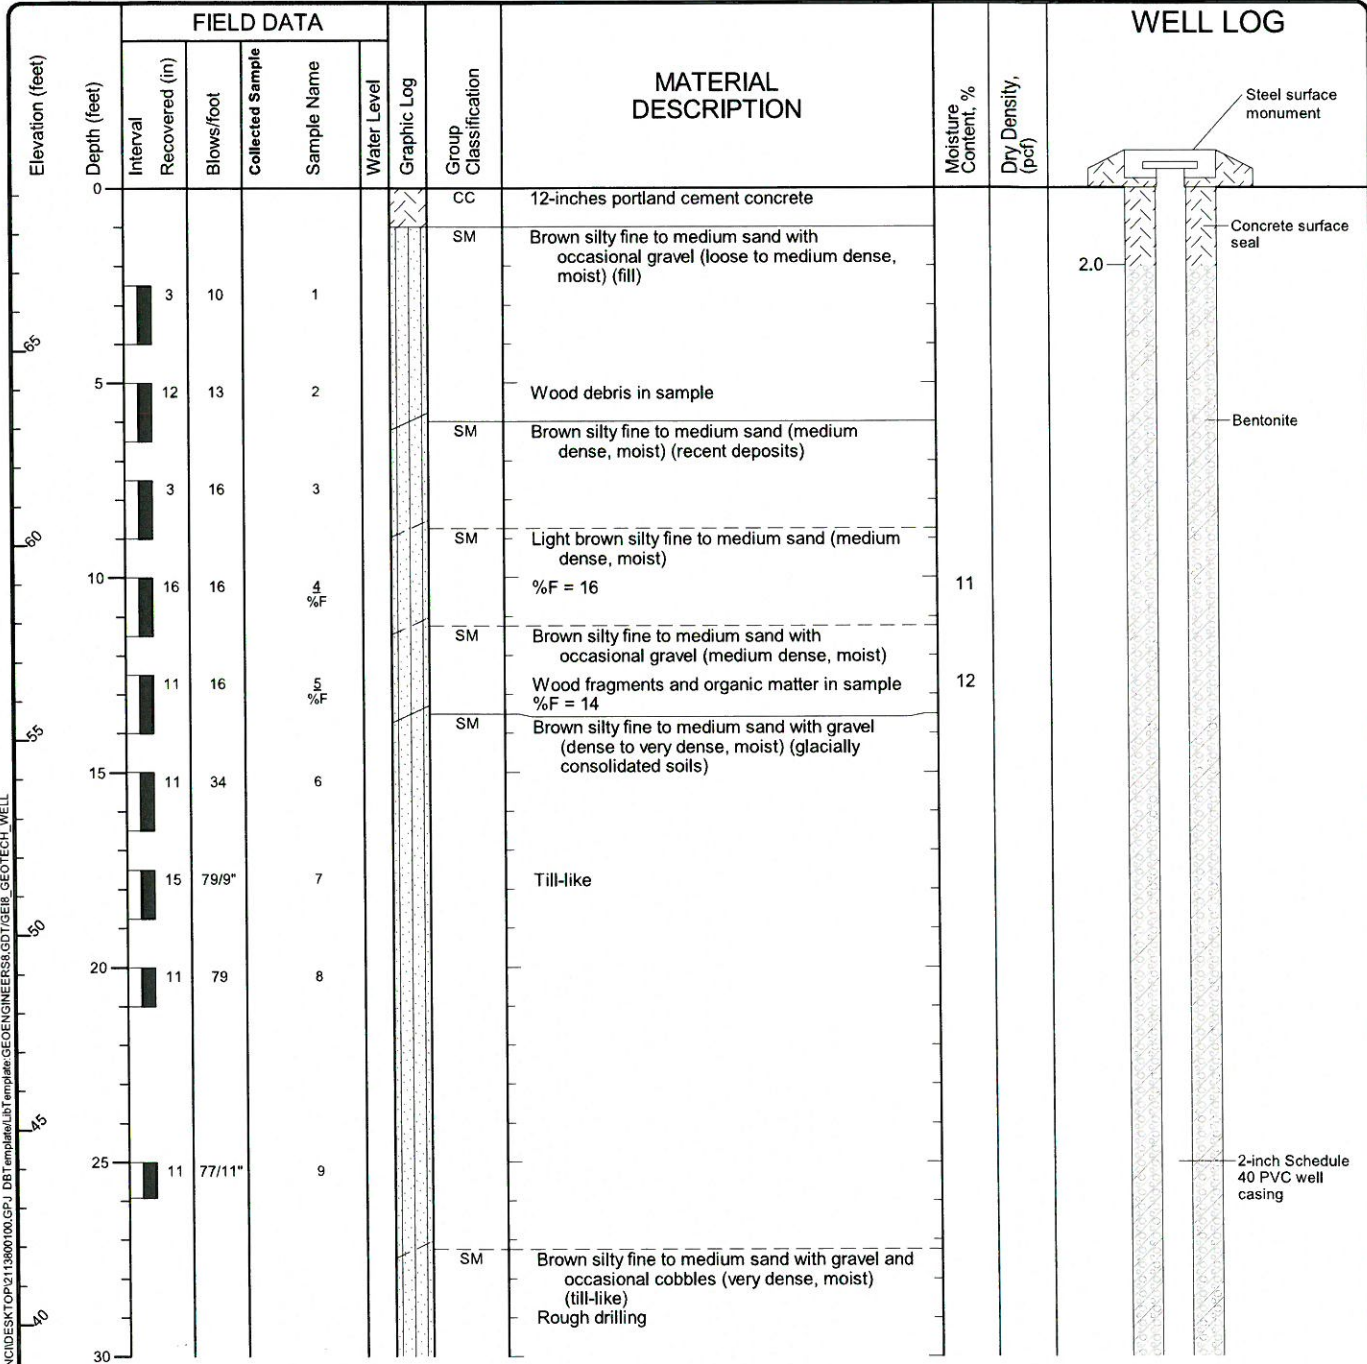 FIELD DATA
WELL LOG
Elevation (feet)
Depth (feet)
Interval
Recovered (in)
Blows/foot
Collected Sample
Sample Name
Water Level
Graphic Log
Group
Classification
MATERIAL
DESCRIPTION
Moisture
Content, %
Dry Density,
(pcf)
Steel surface
monument
0
CC 12-inches portland cement concrete
SM Brown silty fine to medium sand with
occasional gravel (loose to medium dense,
moist) (fill)
Concrete surface
seal
2.0
3 10 1
65
5
12 13 2 Wood debris in sample
SM Brown silty fine to medium sand (medium
dense, moist) (recent deposits)
Bentonite
3 16 3
60
SM Light brown silty fine to medium sand (medium
dense, moist)
10
16 16 4 %F = 16 11
%F
SM Brown silty fine to medium sand with
occasional gravel (medium dense, moist)
11 16 5 Wood fragments and organic matter in sample 12
%F %F = 14
55
SM Brown silty fine to medium sand with gravel
(dense to very dense, moist) (glacially
consolidated soils)
15
11 34 6
15 79/9" 7 Till-like
50
20
11 79 8
45
25
11 77/11" 9
2-inch Schedule
40 PVC well
casing
SM Brown silty fine to medium sand with gravel and
occasional cobbles (very dense, moist)
(till-like)
Rough drilling
40
30
NCI\DESKTOP\2113800100.GPJ DBTemplate/LibTemplate:GEOENGINEERS8.GDT/GEI8_GEOTECH_WELL